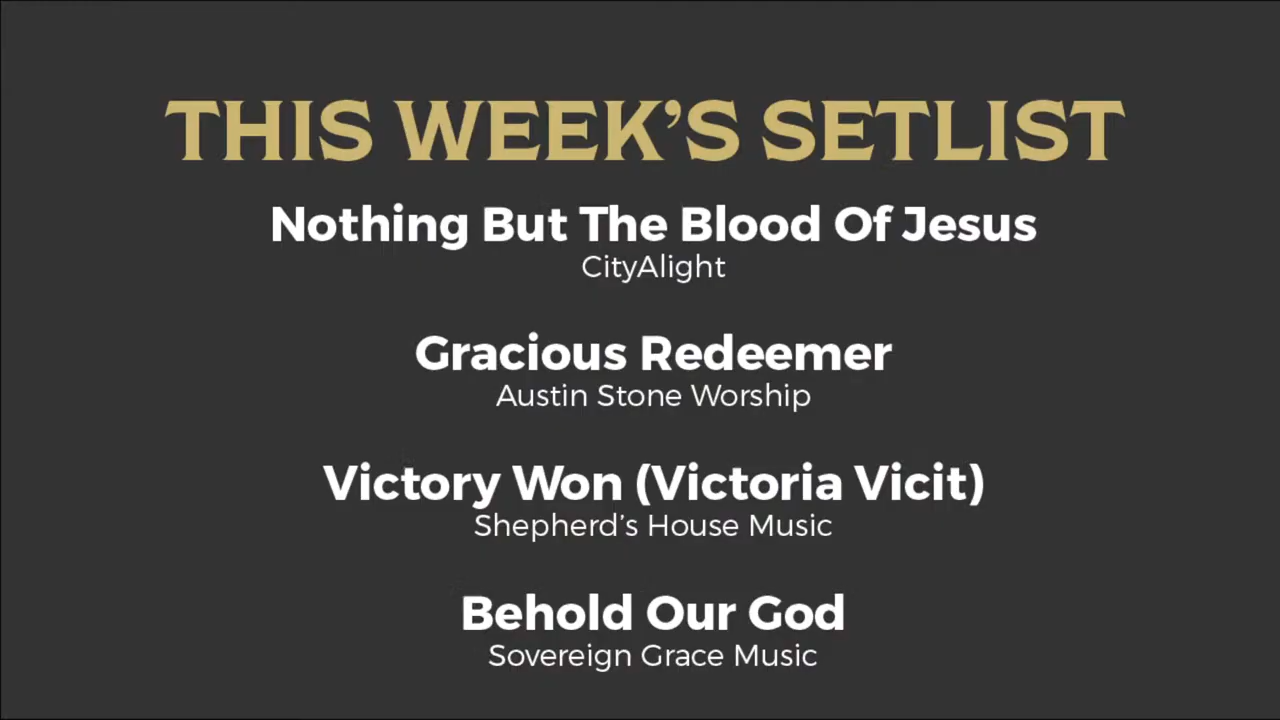 THIS WEEK’S SETLIST
Nothing But The Blood Of Jesus
CityAlight
Gracious Redeemer
Austin Stone Worship
Victory Won (Victoria Vicit)
Shepherd’s House Music
Behold Our God
Sovereign Grace Music